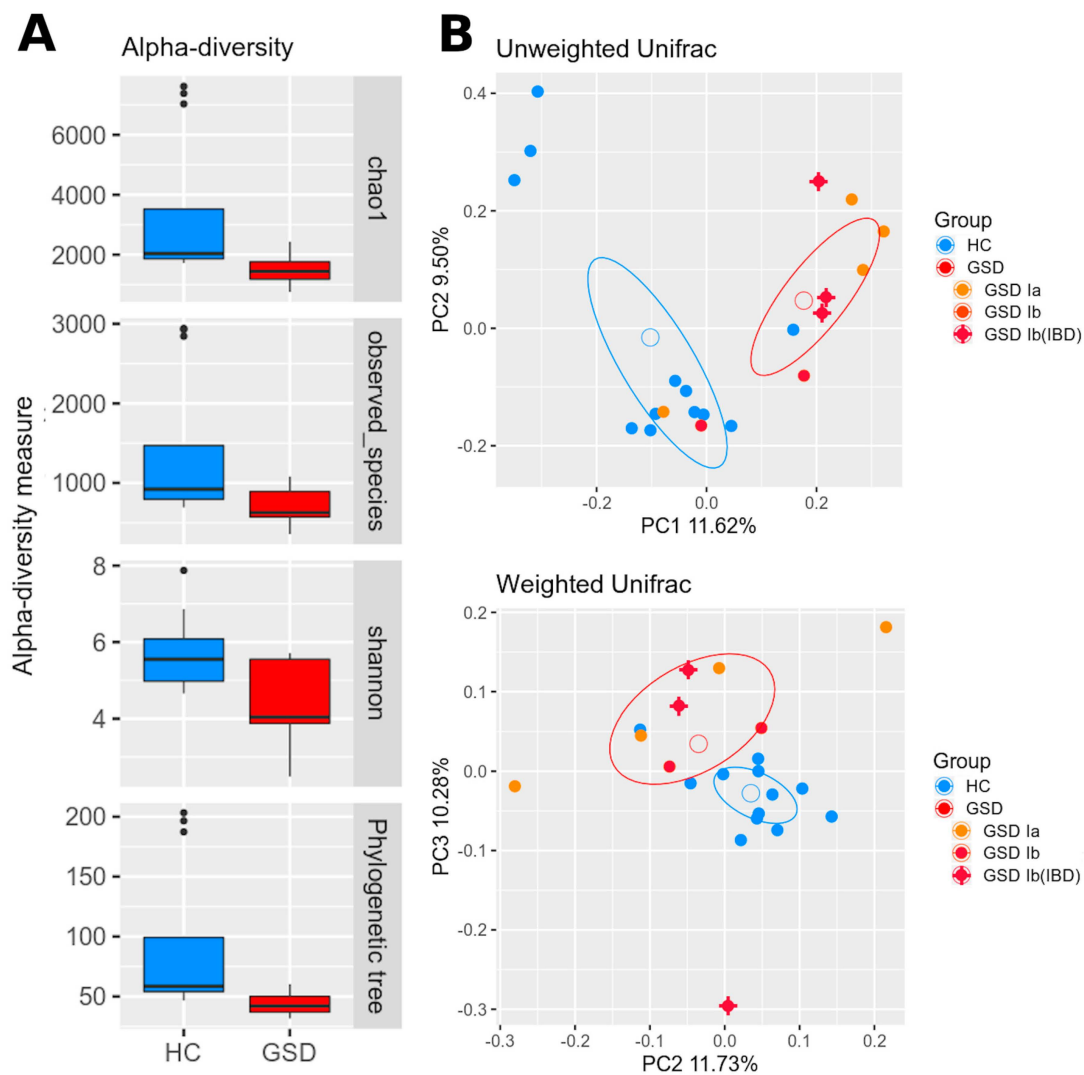 A
Alpha-diversity
Alpha-diversity measure
6000
4000
2000
chao1
3000
2000
1000
observed_species
8
6
4
shannon
200
150
100
50
Phylogenetic tree
HC GSD
B
Unweighted Unifrac
PC2 9.50%
0.4
0.2
0.0
-0.2
-0.2 0.0 0.2
PC1 11.62%
Group
HC
GSD
GSD Ia
GSD Ib
GSD Ib(IBD)
Weighted Unifrac
PC3 10.28%
0.2
0.1
0.0
-0.1
-0.2
-0.3
-0.3 -0.2 -0.1 0.0 0.1 0.2
PC2 11.73%
Group
HC
GSD
GSD Ia
GSD Ib
GSD Ib(IBD)